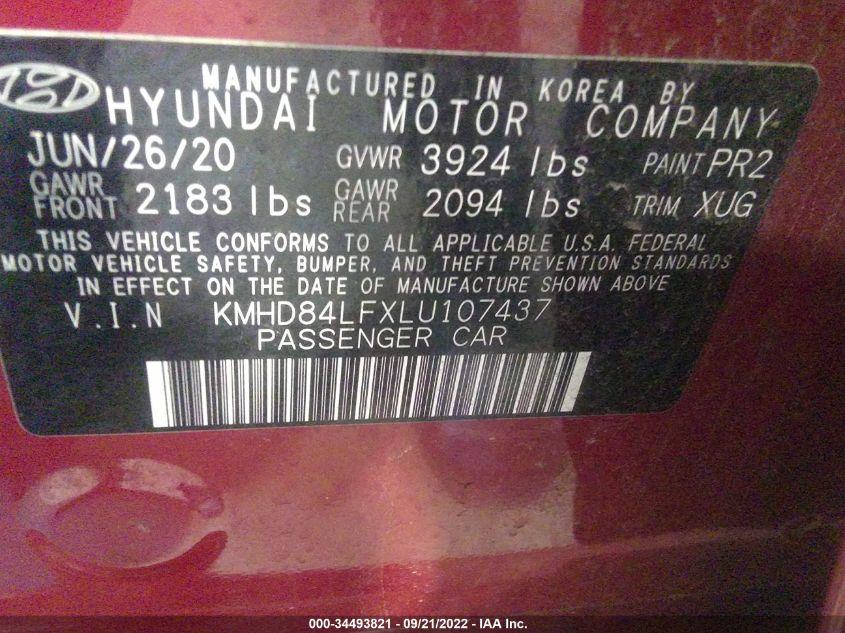 MANUFACTURED IN KOREA BY
HYUNDAI MOTOR COMPANY
JUN/26/20 GVWR 3924 lbs PAINT PR2
GAWR FRONT 2183 lbs GAWR REAR 2094 lbs TRIM XUG
THIS VEHICLE CONFORMS TO ALL APPLICABLE U.S.A. FEDERAL
MOTOR VEHICLE SAFETY, BUMPER, AND THEFT PREVENTION STANDARDS
IN EFFECT ON THE DATE OF MANUFACTURE SHOWN ABOVE
V.I.N KMHD84LFXLU107437
PASSENGER CAR
000-34493821 - 09/21/2022 - IAA Inc.